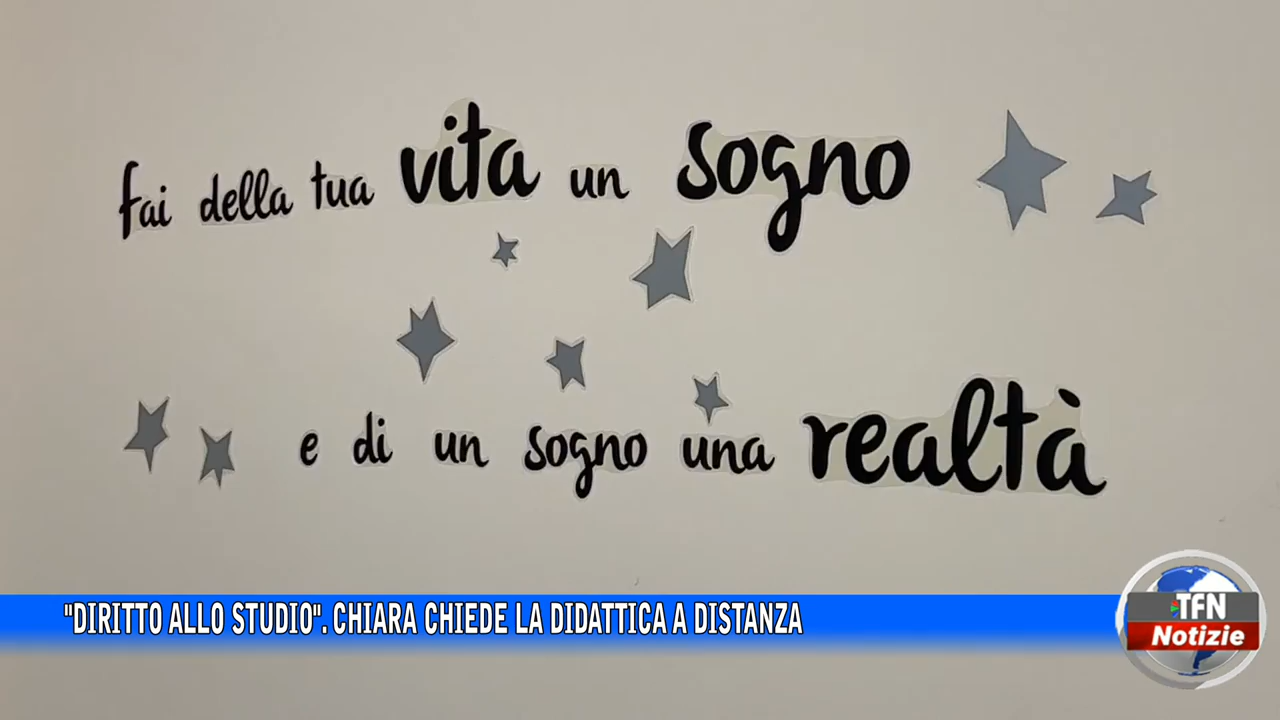 fai della tua vita un sogno
e di un sogno una realtà
"DIRITTO ALLO STUDIO". CHIARA CHIEDE LA DIDATTICA A DISTANZA
TFN
Notizie